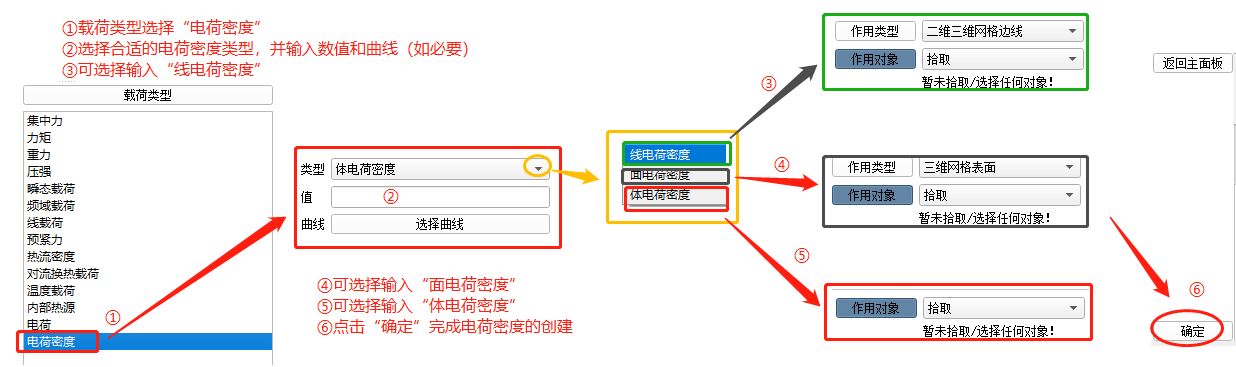 ①载荷类型选择“电荷密度”
②选择合适的电荷密度类型，并输入数值和曲线（如必要）
③可选择输入“线电荷密度”
载荷类型
集中力
力矩
重力
压强
瞬态载荷
频域载荷
线载荷
预紧力
热流密度
对流换热载荷
温度载荷
内部热源
电荷
电荷密度
①
类型 体电荷密度
值 ②
曲线 选择曲线
④可选择输入“面电荷密度”
⑤可选择输入“体电荷密度”
⑥点击“确定”完成电荷密度的创建
线电荷密度
面电荷密度
体电荷密度
③
④
⑤
作用类型 二维三维网格边线
作用对象 拾取
暂未拾取/选择任何对象!
作用类型 三维网格表面
作用对象 拾取
暂未拾取/选择任何对象!
作用对象 拾取
暂未拾取/选择任何对象!
返回主面板
⑥
确定